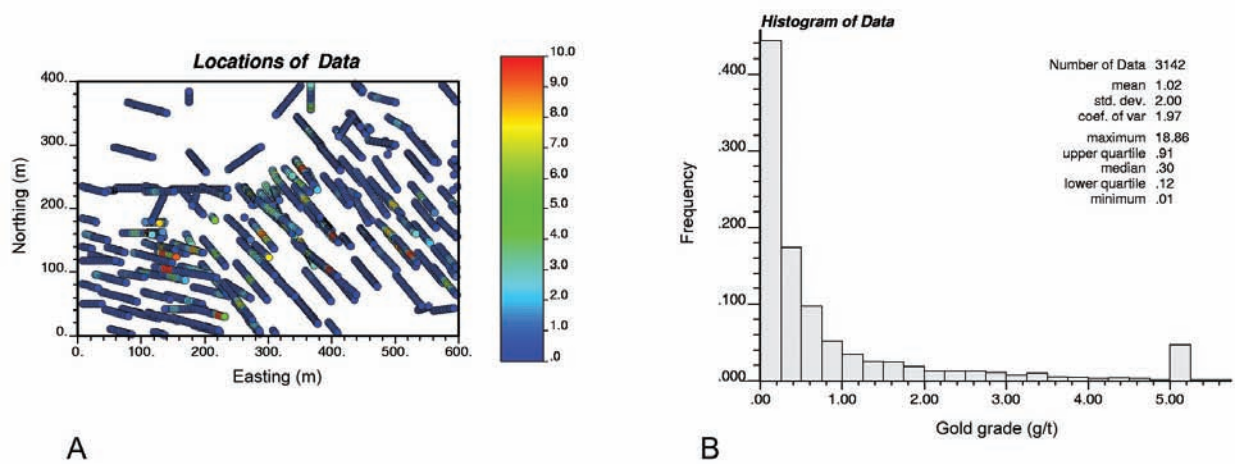 Locations of Data
400.
300.
200.
100.
0.
Northing (m)
0.
100.
200.
300.
400.
500.
600.
Easting (m)
10.0
9.0
8.0
7.0
6.0
5.0
4.0
3.0
2.0
1.0
.0
A
Histogram of Data
Number of Data 3142
mean 1.02
std. dev. 2.00
coef. of var 1.97
maximum 18.86
upper quartile .91
median .30
lower quartile .12
minimum .01
Frequency
.400
.300
.200
.100
.000
.00
1.00
2.00
3.00
4.00
5.00
Gold grade (g/t)
B